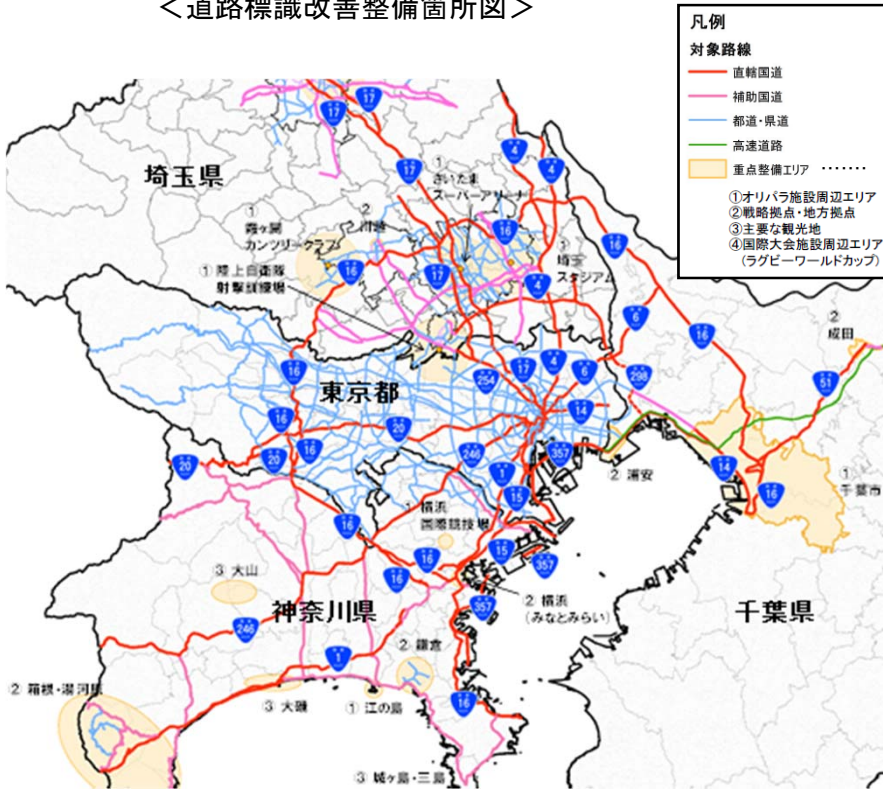 ＜道路標識改善整備箇所図＞
凡例
対象路線
直轄国道
補助国道
都道・県道
高速道路
重点整備エリア ‥‥‥‥
①オリパラ施設周辺エリア
②戦略拠点・地方拠点
③主要な観光地
④国際大会施設周辺エリア
（ラグビーワールドカップ）
17
17
4
17
4
埼玉県
①
さいたま
スーパーアリーナ
①
霞ヶ関
カンツリークラブ
②
川越
16
16
①
埼玉
スタジアム
16
① 陸上自衛隊
射撃訓練場
17
4
6
16
②
成田
16
東京都
254
17
4
6
298
51
16
20
14
20
20
16
246
1
357
② 浦安
14
16
①
千葉市
15
16
①横浜
国際競技場
16
16
15
357
③ 大山
神奈川県
357
② 横浜
（みなとみらい）
千葉県
246
1
② 鎌倉
② 箱根・湯河原
③ 大磯
① 江の島
16
③ 城ヶ島・三島